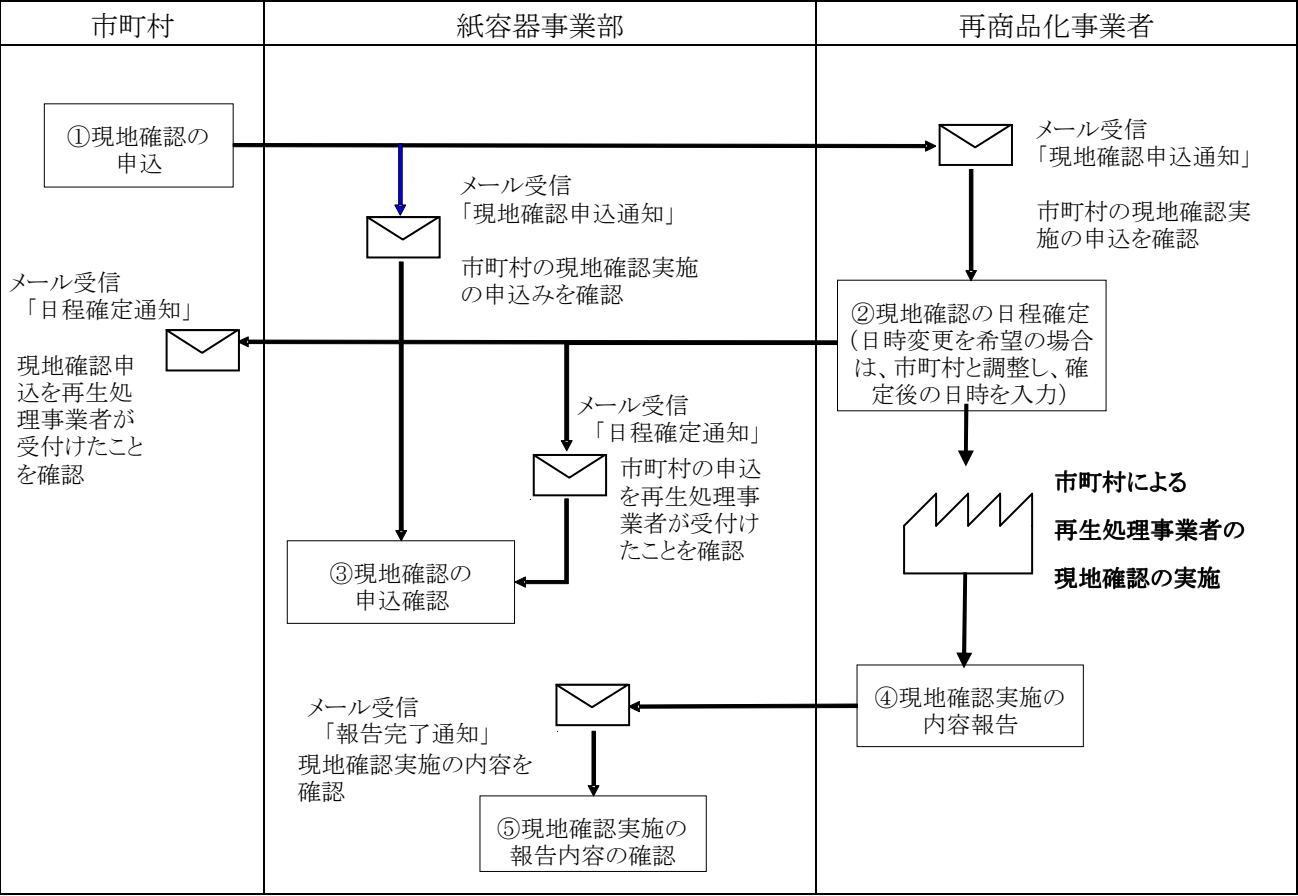 市町村
紙容器事業部
再商品化事業者
①現地確認の
申込
メール受信
「現地確認申込通知」
市町村の現地確認実
施の申込を確認
メール受信
「現地確認申込通知」
市町村の現地確認実施
の申込みを確認
メール受信
「日程確定通知」
現地確認申
込を再生処
理事業者が
受付けたこと
を確認
②現地確認の日程確定
（日時変更を希望の場合
は、市町村と調整し、確
定後の日時を入力）
メール受信
「日程確定通知」
市町村の申込
を再生処理事
業者が受付け
たことを確認
市町村による
再生処理事業者の
現地確認の実施
③現地確認の
申込確認
④現地確認実施の
内容報告
メール受信
「報告完了通知」
現地確認実施の内容を
確認
⑤現地確認実施の
報告内容の確認